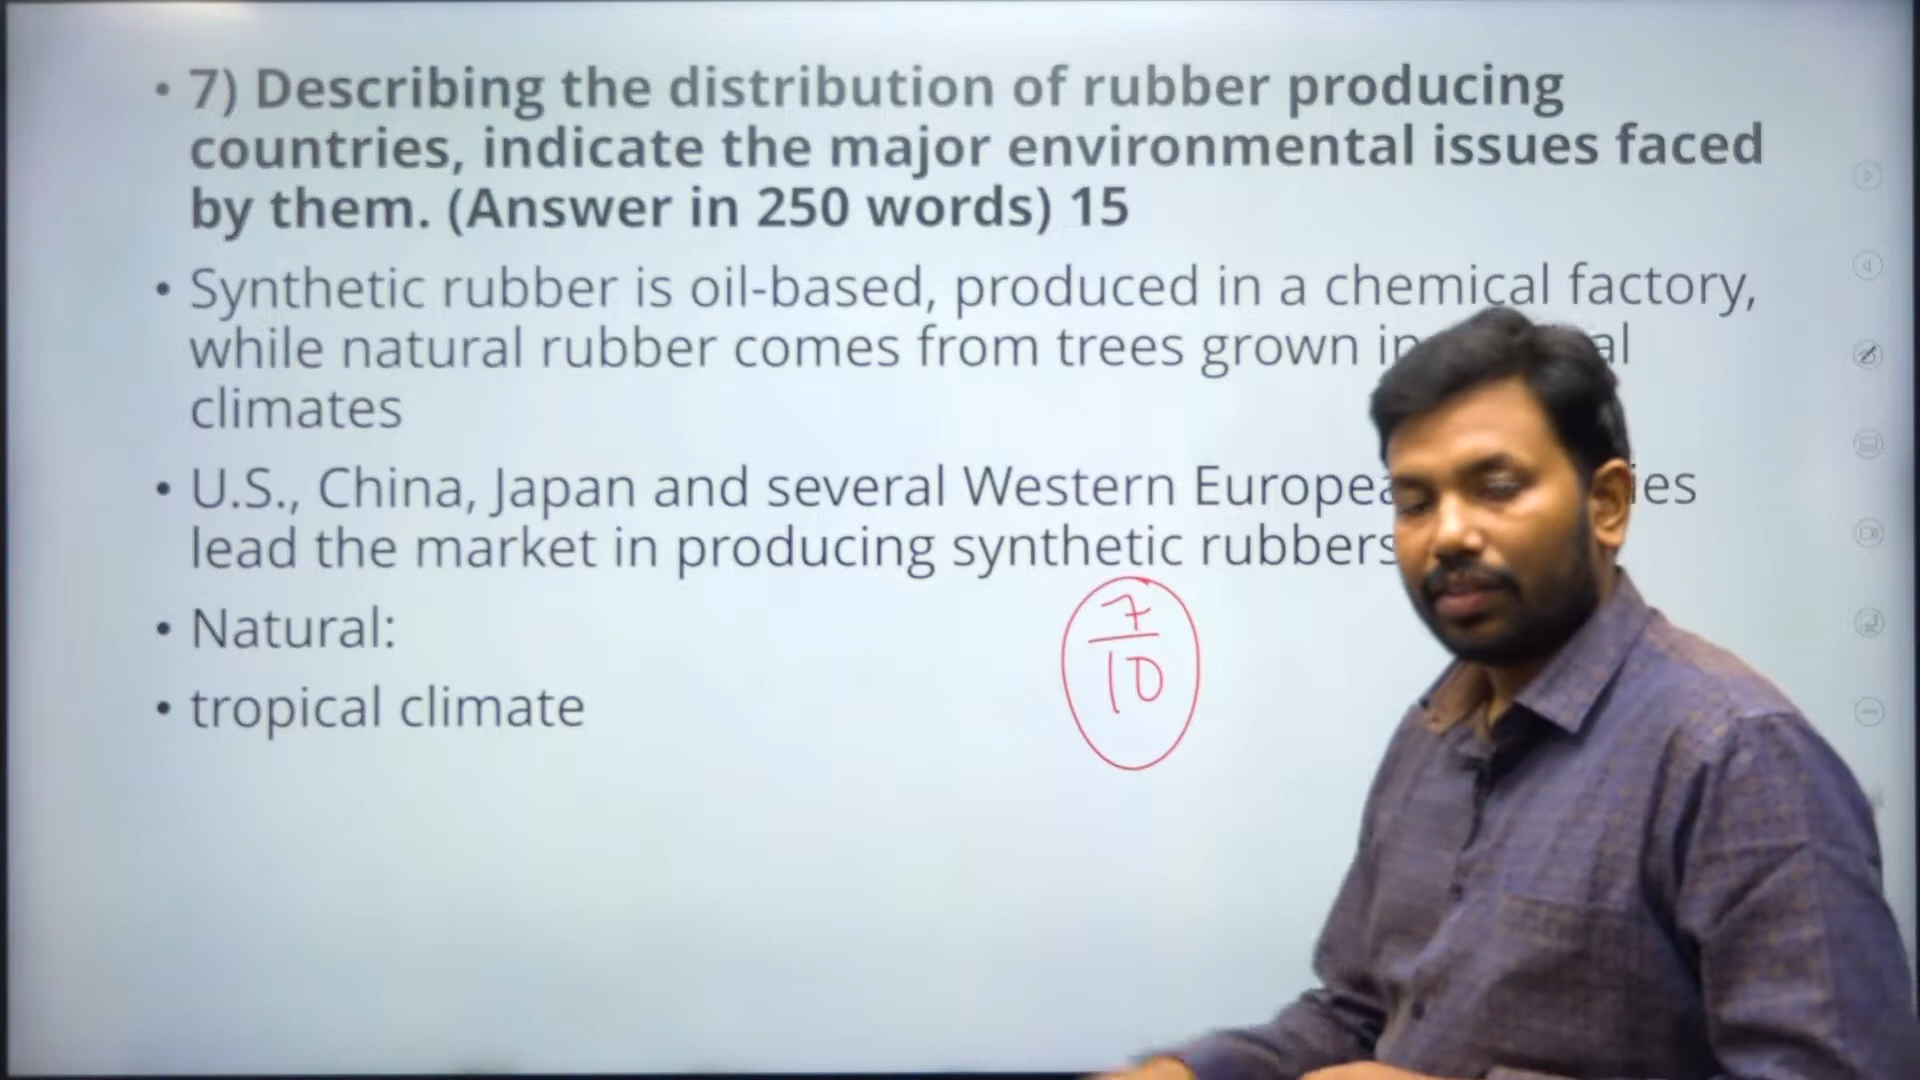 • 7) Describing the distribution of rubber producing
countries, indicate the major environmental issues faced
by them. (Answer in 250 words) 15
• Synthetic rubber is oil-based, produced in a chemical factory,
while natural rubber comes from trees grown in
climates
• U.S., China, Japan and several Western
lead the market in producing synthetic rubbers
• Natural:
7
10
• tropical climate